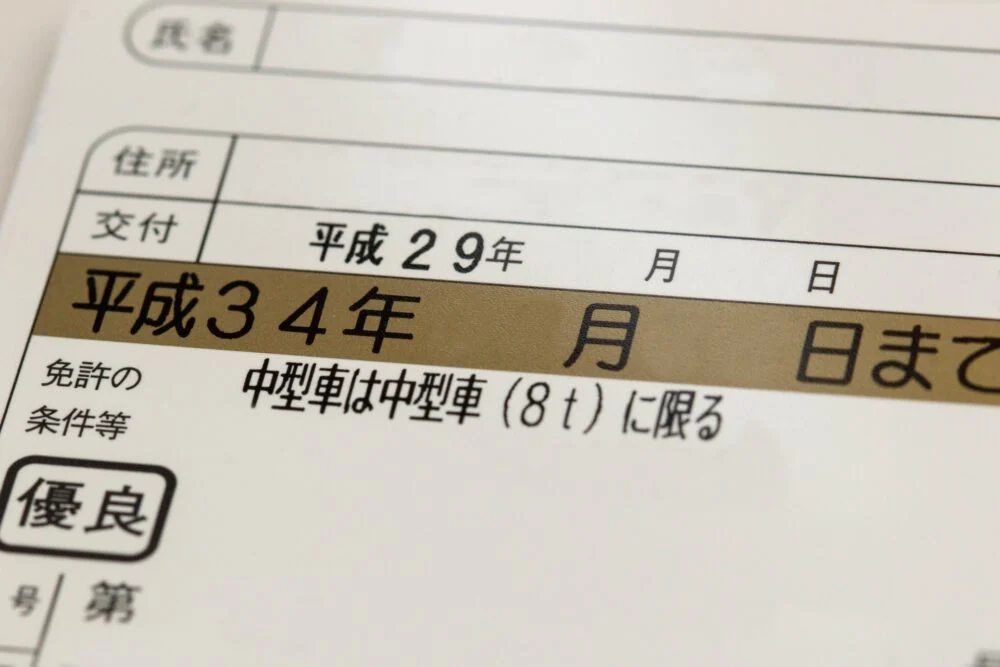 氏名
住所
交付 平成29年 月 日
平成34年 月 日まで
免許の
条件等
中型車は中型車(8t)に限る
優良
号 第